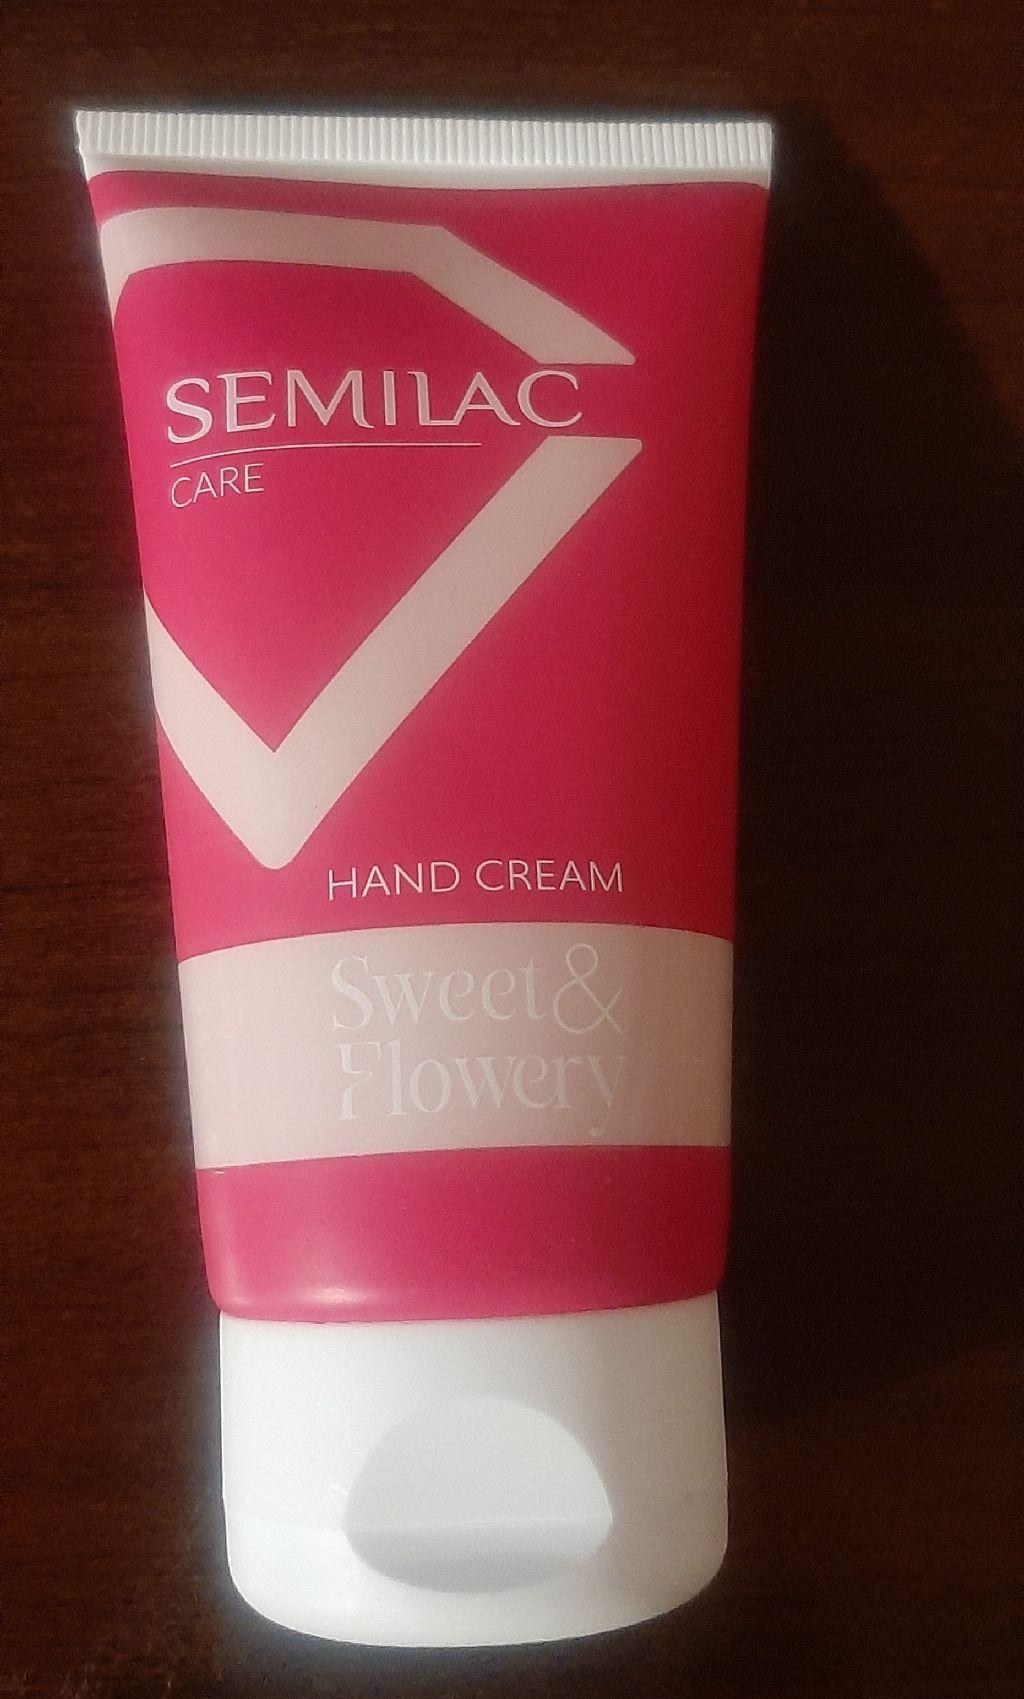 SEMILAC
CARE
HAND CREAM
Sweet &
Flowery